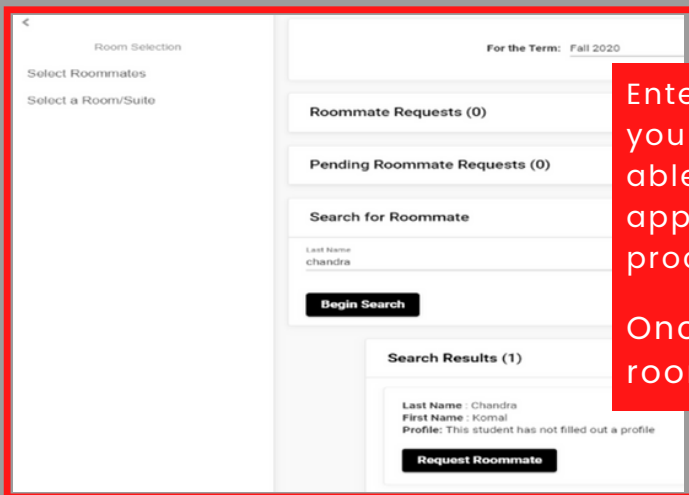 <
Room Selection
Select Roommates
Select a Room/Suite
For the Term: Fall 2020
Roommate Requests (0)
Pending Roommate Requests (0)
Search for Roommate
Last Name
chandra
Begin Search
Search Results (1)
Last Name : Chandra
First Name : Komal
Profile: This student has not filled out a profile
Request Roommate
you